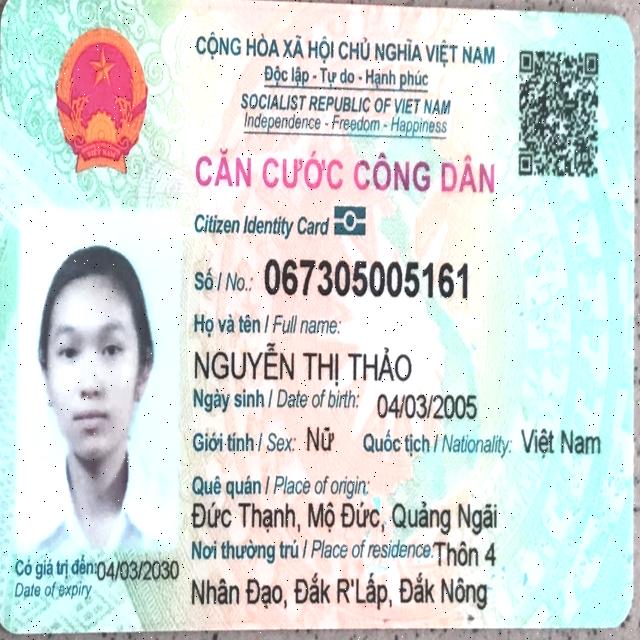 CỘNG HÒA XÃ HỘI CHỦ NGHĨA VIỆT NAM
Độc lập - Tự do - Hạnh phúc
SOCIALIST REPUBLIC OF VIET NAM
Independence - Freedom - Happiness
CĂN CƯỚC CÔNG DÂN
Citizen Identity Card
Số / No.: 067305005161
Họ và tên / Full name:
NGUYỄN THỊ THẢO
Ngày sinh / Date of birth: 04/03/2005
Giới tính / Sex: Nữ Quốc tịch / Nationality: Việt Nam
Quê quán / Place of origin:
Đức Thạnh, Mộ Đức, Quảng Ngãi
Nơi thường trú / Place of residence: Thôn 4
Nhân Đạo, Đắk R'Lấp, Đắk Nông
Có giá trị đến: 04/03/2030
Date of expiry